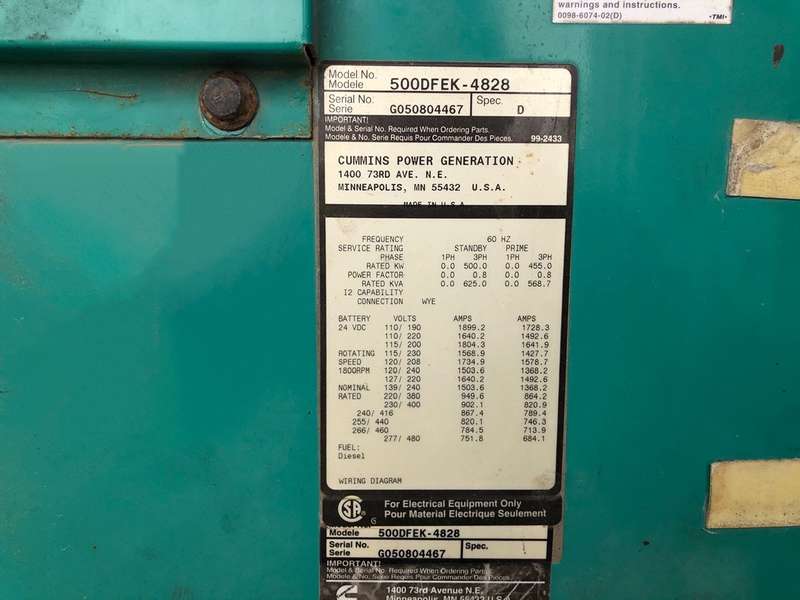 warnings and instructions.
0098-6074-02(D) TMI
Model No.
Modele 500DFEK-4828
Serial No. Spec.
Serie G050804467 D
IMPORTANT!
Model & Serial No. Required When Ordering Parts.
Modele & No. Serie Requis Pour Commander Des Pieces. 99-2433
CUMMINS POWER GENERATION
1400 73RD AVE. N.E.
MINNEAPOLIS, MN 55432 U.S.A.
MADE IN U.S.A.
FREQUENCY 60 HZ
SERVICE RATING STANDBY PRIME
PHASE 1PH 3PH 1PH 3PH
RATED KW 0.0 500.0 0.0 455.0
POWER FACTOR 0.0 0.8 0.0 0.8
RATED KVA 0.0 625.0 0.0 568.7
I2 CAPABILITY
CONNECTION WYE
BATTERY VOLTS AMPS AMPS
24 VDC 110/ 190 1899.2 1728.3
110/ 220 1640.2 1492.6
115/ 200 1804.3 1641.9
ROTATING 115/ 230 1568.9 1427.7
SPEED 120/ 208 1734.9 1578.7
1800RPM 120/ 240 1503.6 1368.2
127/ 220 1640.2 1492.6
NOMINAL 139/ 240 1503.6 1368.2
RATED 220/ 380 949.6 864.2
230/ 400 902.1 820.9
240/ 416 867.4 789.4
255/ 440 820.1 746.3
266/ 460 784.5 713.9
277/ 480 751.8 684.1
FUEL:
Diesel
WIRING DIAGRAM
For Electrical Equipment Only
Pour Material Electrique Seulement
G
Modele 500DFEK-4828
Serial No. Spec.
Serie G050804467
IMPORTANT!
Model & Serial No. Required When Ordering Parts.
Modele & No. Serie Requis Pour Commander Des Pieces.
1400 73rd Avenue N.E.
Minneapolis, MN 55432 U.S.A